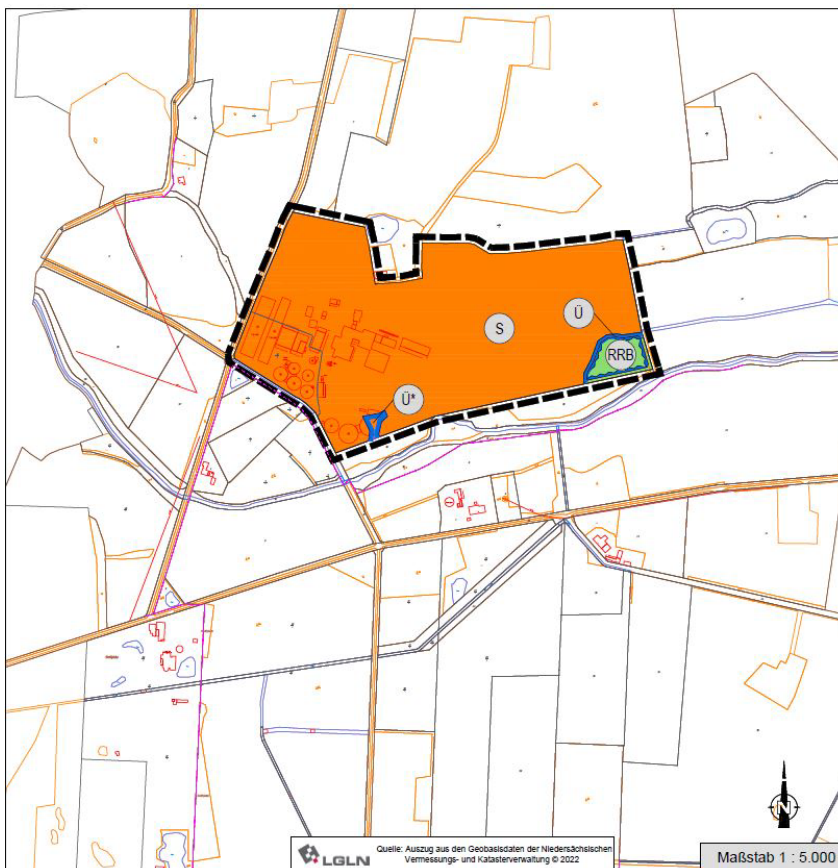 S
Ü
RRB
Ü*
N
LGLN
Quelle: Auszug aus den Geobasisdaten der Niedersächsischen
Vermessungs- und Katasterverwaltung © 2022
Maßstab 1 : 5.000